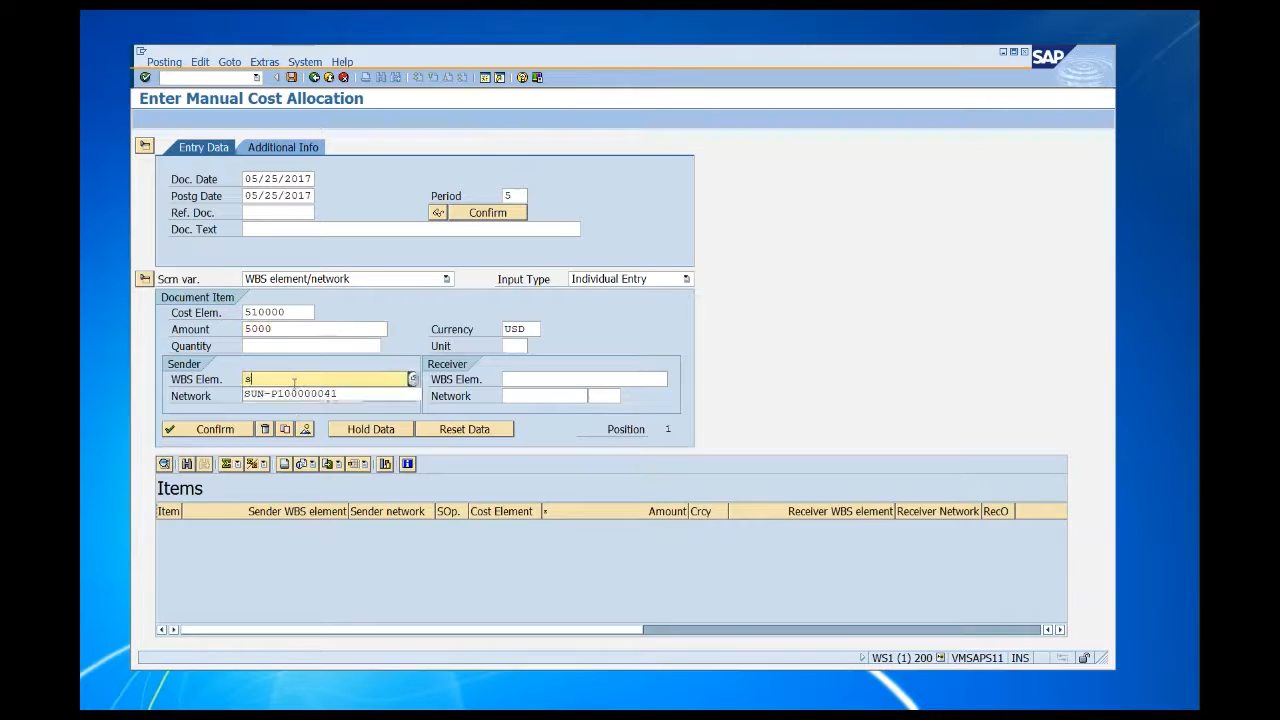 Posting Edit Goto Extras System Help
SAP
Enter Manual Cost Allocation
Entry Data Additional Info
Doc. Date 05/25/2017
Postg Date 05/25/2017 Period 5
Ref. Doc. Confirm
Doc. Text
Scrn var. WBS element/network Input Type Individual Entry
Document Item
Cost Elem. 510000
Amount 5000 Currency USD
Quantity Unit
Sender Receiver
WBS Elem. s WBS Elem.
SUN-P100000041
Network Network
Confirm Hold Data Reset Data Position 1
Items
Item Sender WBS element Sender network SOp. Cost Element Amount Crcy Receiver WBS element Receiver Network RecO
WS1 (1) 200 VMSAPS11 INS